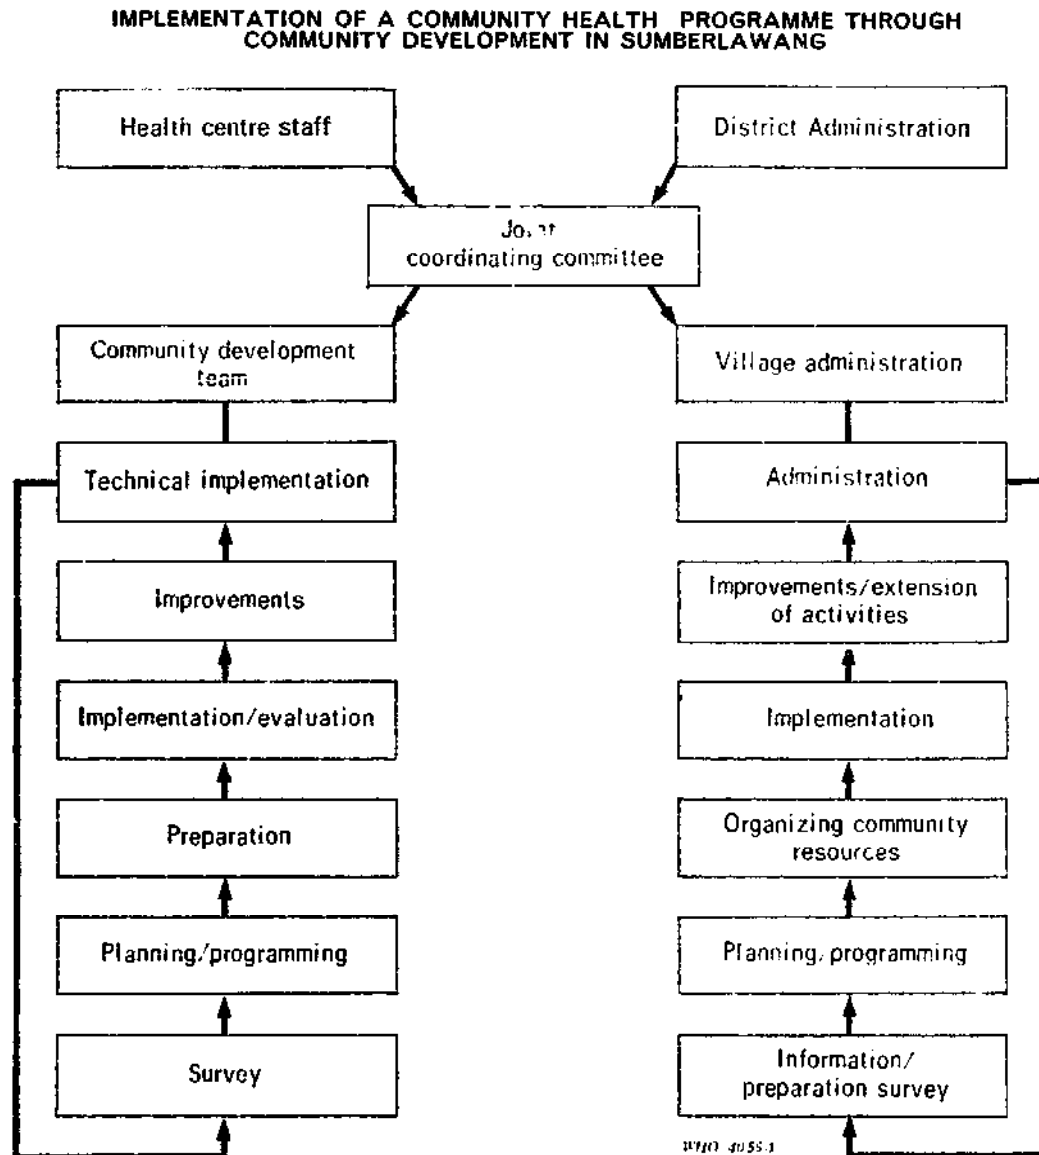 IMPLEMENTATION OF A COMMUNITY HEALTH PROGRAMME THROUGH
COMMUNITY DEVELOPMENT IN SUMBERLAWANG
Health centre staff
District Administration
Joint
coordinating committee
Community development
team
Village administration
Technical implementation
Administration
Improvements
Improvements/extension
of activities
Implementation/evaluation
Implementation
Preparation
Organizing community
resources
Planning/programming
Planning/programming
Survey
Information/
preparation survey
WHO